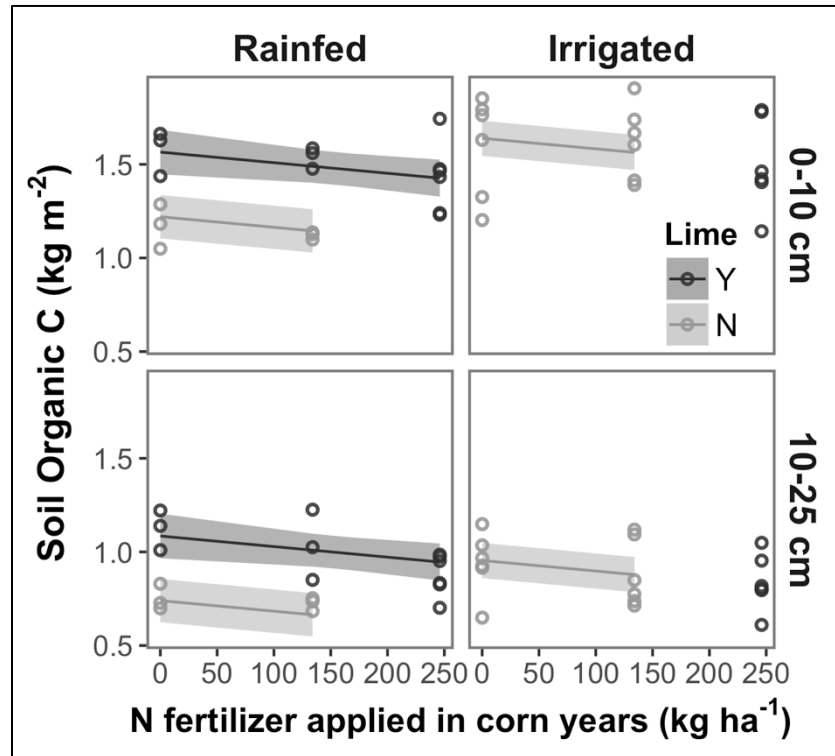 Rainfed
Irrigated
Soil Organic C (kg m⁻²)
1.5
1.0
0.5
0-10 cm
Lime
Y
N
1.5
1.0
0.5
10-25 cm
0 50 100 150 200 250
0 50 100 150 200 250
N fertilizer applied in corn years (kg ha⁻¹)